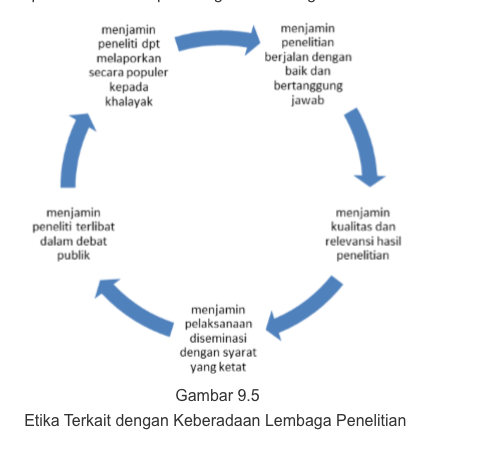 menjamin
peneliti dpt
melaporkan
secara populer
kepada
khalayak
menjamin
penelitian
berjalan dengan
baik dan
bertanggung
jawab
menjamin
kualitas dan
relevansi hasil
penelitian
menjamin
pelaksanaan
diseminasi
dengan syarat
yang ketat
menjamin
peneliti terlibat
dalam debat
publik
Gambar 9.5
Etika Terkait dengan Keberadaan Lembaga Penelitian